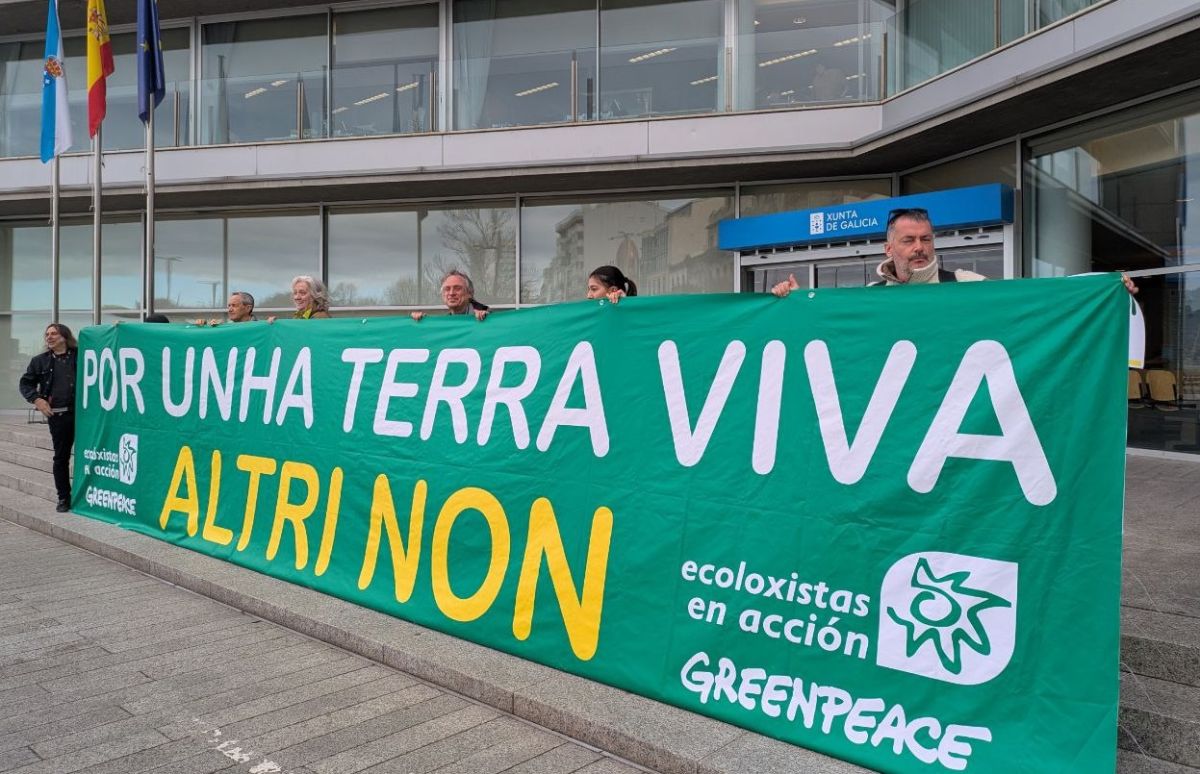 XUNTA
DE GALICIA
POR UNHA TERRA VIVA
ALTRI NON
ecoloxistas
en acción
GREENPEACE
ecoloxistas
en acción
GREENPEACE